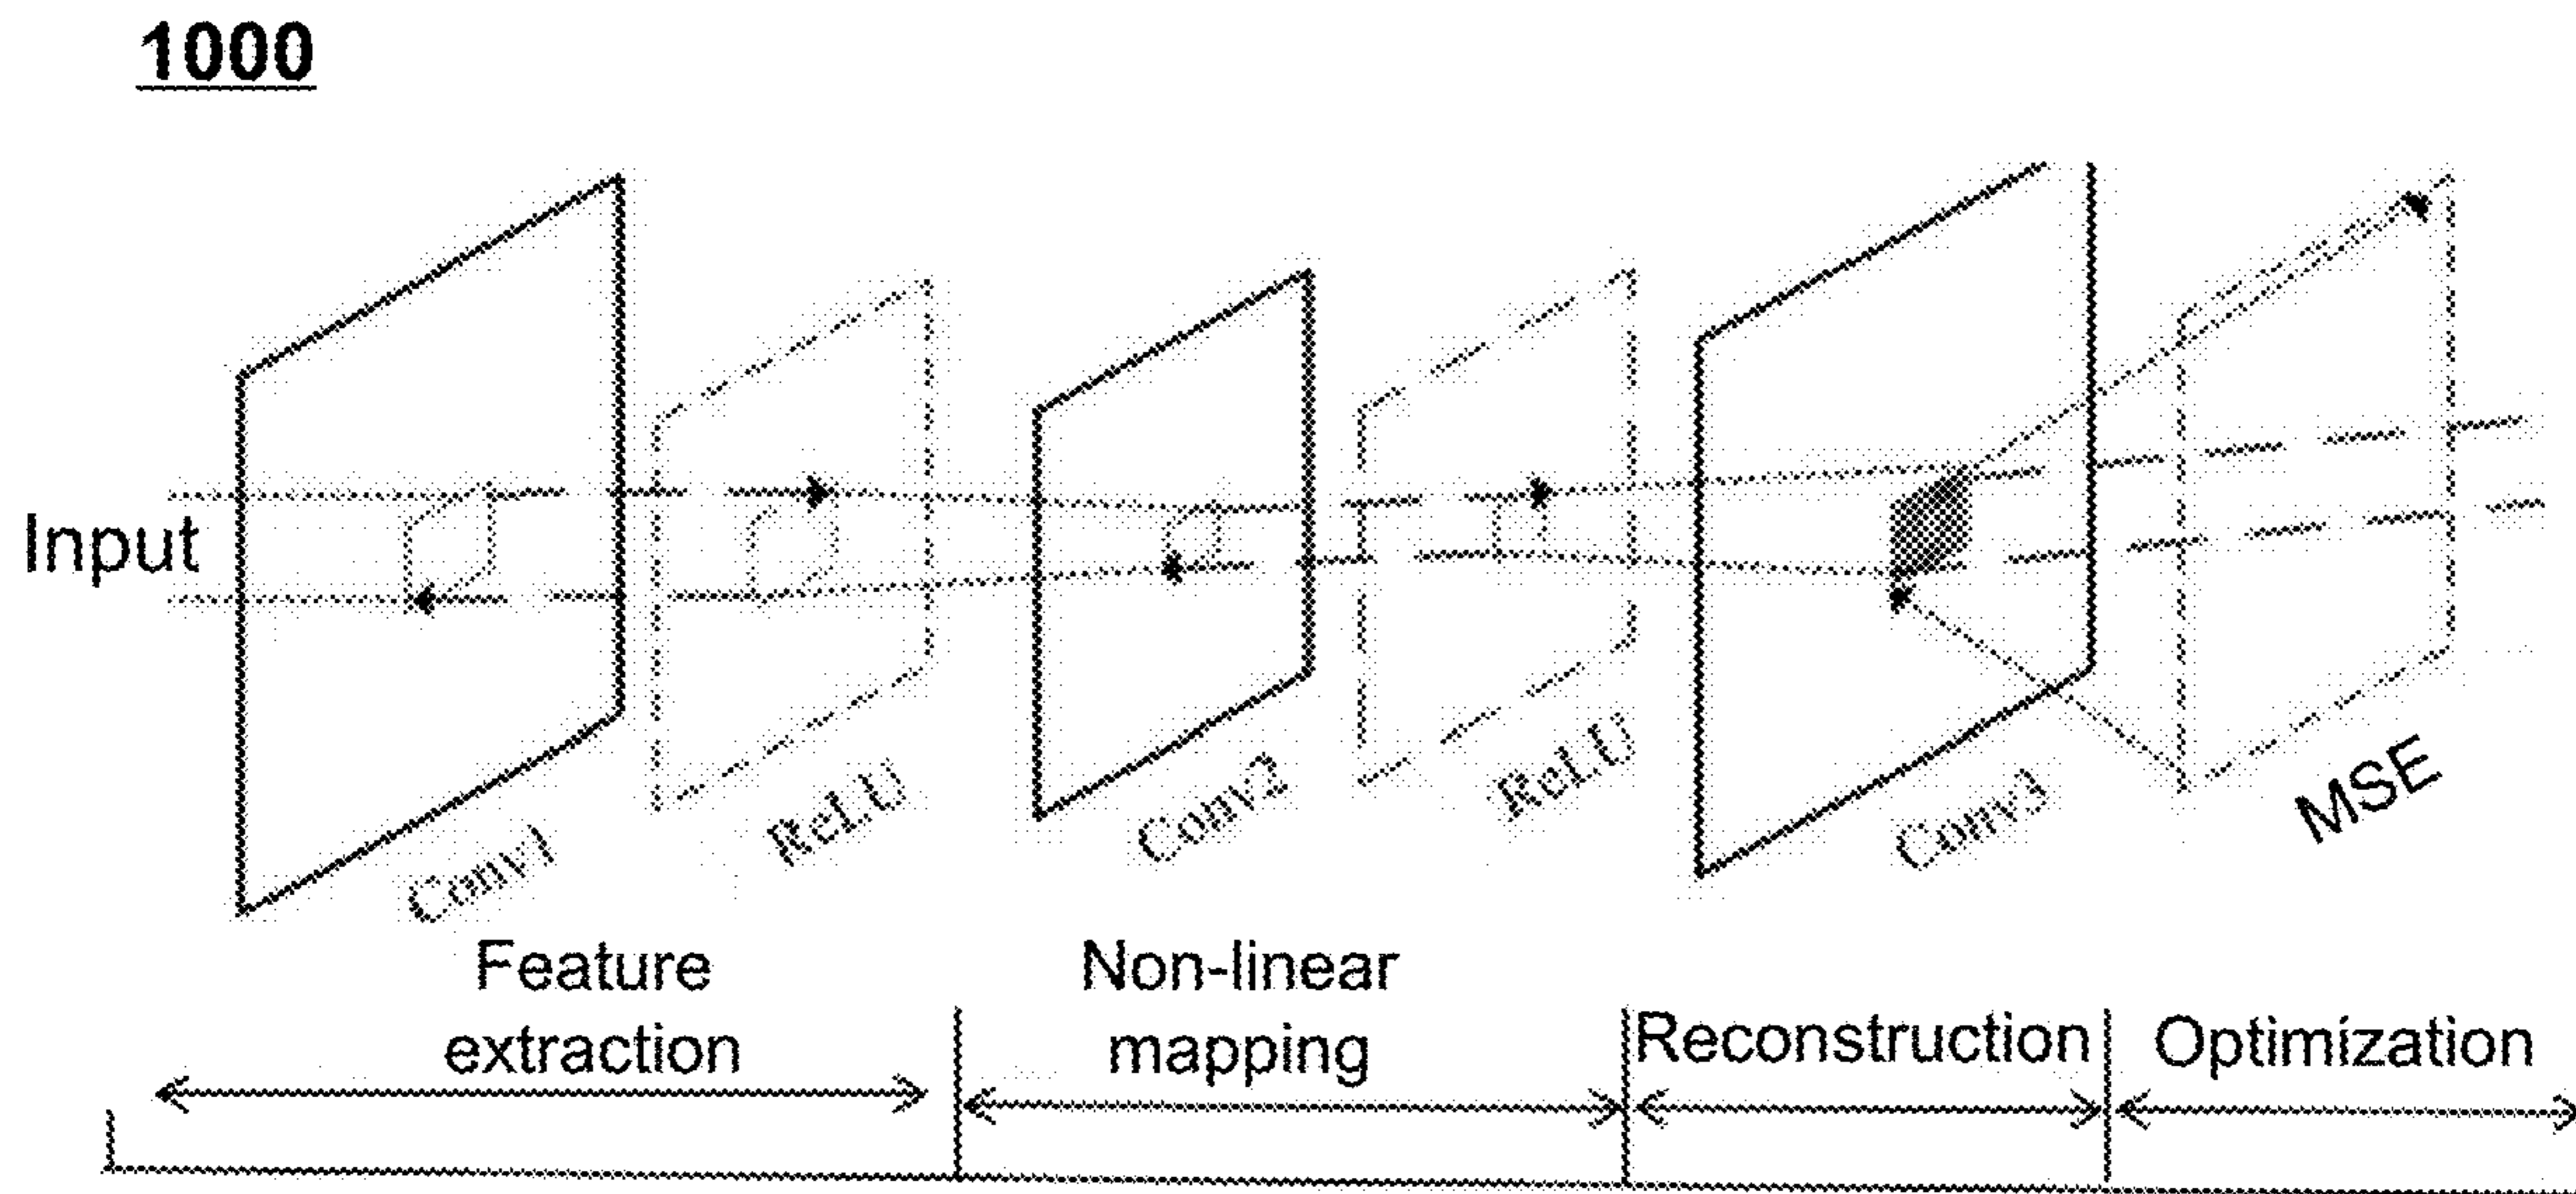 1000
Input
Conv1
ReLU
Conv2
ReLU
Conv3
MSE
Feature
extraction
Non-linear
mapping
Reconstruction
Optimization